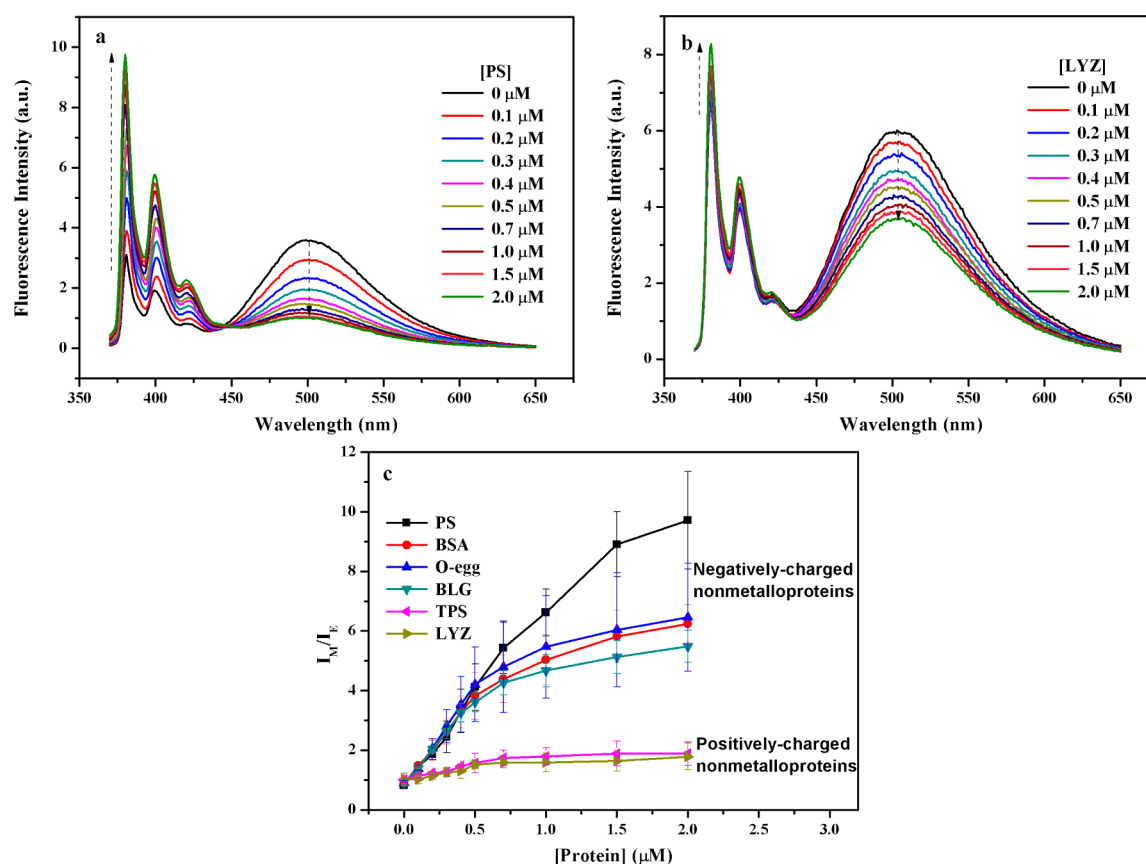 a
[PS]
0 μM
0.1 μM
0.2 μM
0.3 μM
0.4 μM
0.5 μM
0.7 μM
1.0 μM
1.5 μM
2.0 μM
Fluorescence Intensity (a.u.)
10
8
6
4
2
0
350 400 450 500 550 600 650
Wavelength (nm)
b
[LYZ]
0 μM
0.1 μM
0.2 μM
0.3 μM
0.4 μM
0.5 μM
0.7 μM
1.0 μM
1.5 μM
2.0 μM
Fluorescence Intensity (a.u.)
8
6
4
2
0
350 400 450 500 550 600 650
Wavelength (nm)
c
PS
BSA
O-egg
BLG
TPS
LYZ
Negatively-charged
nonmetalloproteins
Positively-charged
nonmetalloproteins
I_M/I_E
12
10
8
6
4
2
0
0.0 0.5 1.0 1.5 2.0 2.5 3.0
[Protein] (μM)